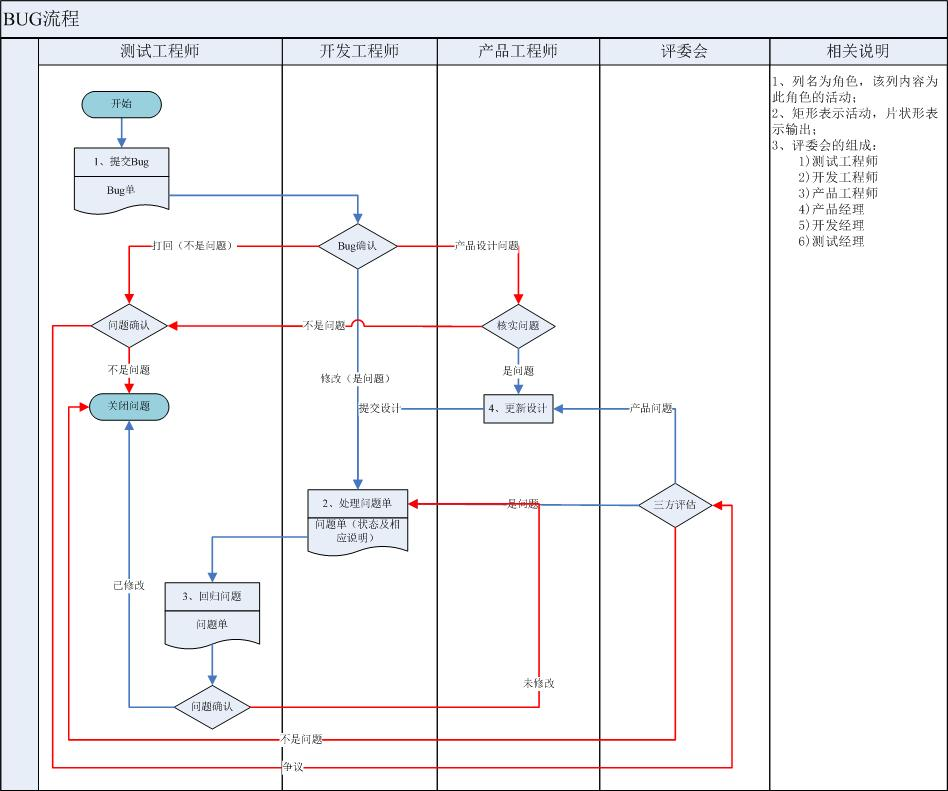 BUG流程
测试工程师
开发工程师
产品工程师
评委会
相关说明
1、列名为角色，该列内容为
此角色的活动；
2、矩形表示活动，片状形表
示输出；
3、评委会的组成：
1)测试工程师
2)开发工程师
3)产品工程师
4)产品经理
5)开发经理
6)测试经理
开始
1、提交Bug
Bug单
打回（不是问题）
Bug确认
产品设计问题
问题确认
不是问题
核实问题
不是问题
修改（是问题）
是问题
关闭问题
提交设计
4、更新设计
产品问题
2、处理问题单
是问题
三方评估
问题单（状态及相
应说明）
已修改
3、回归问题
问题单
未修改
问题确认
不是问题
争议